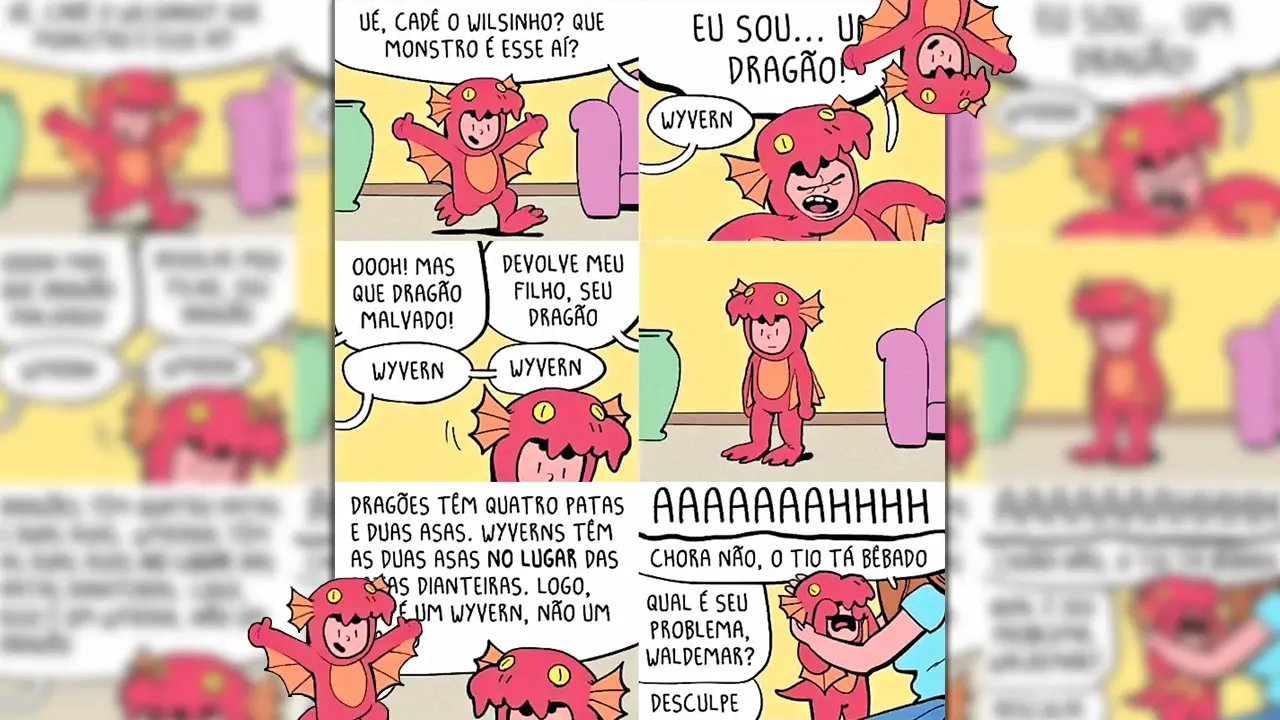 UÉ, CADÊ O WILSINHO? QUE
MONSTRO É ESSE AÍ?
EU SOU... UM
DRAGÃO!
WYVERN
OOOH! MAS
QUE DRAGÃO
MALVADO!
DEVOLVE MEU
FILHO, SEU
DRAGÃO
WYVERN
WYVERN
DRAGÕES TÊM QUATRO PATAS
E DUAS ASAS. WYVERNS TÊM
AS DUAS ASAS NO LUGAR DAS
DIANTEIRAS. LOGO,
É UM WYVERN, NÃO UM
AAAAAAAHHHH
CHORA NÃO, O TIO TÁ BÊBADO
QUAL É SEU
PROBLEMA,
WALDEMAR?
DESCULPE